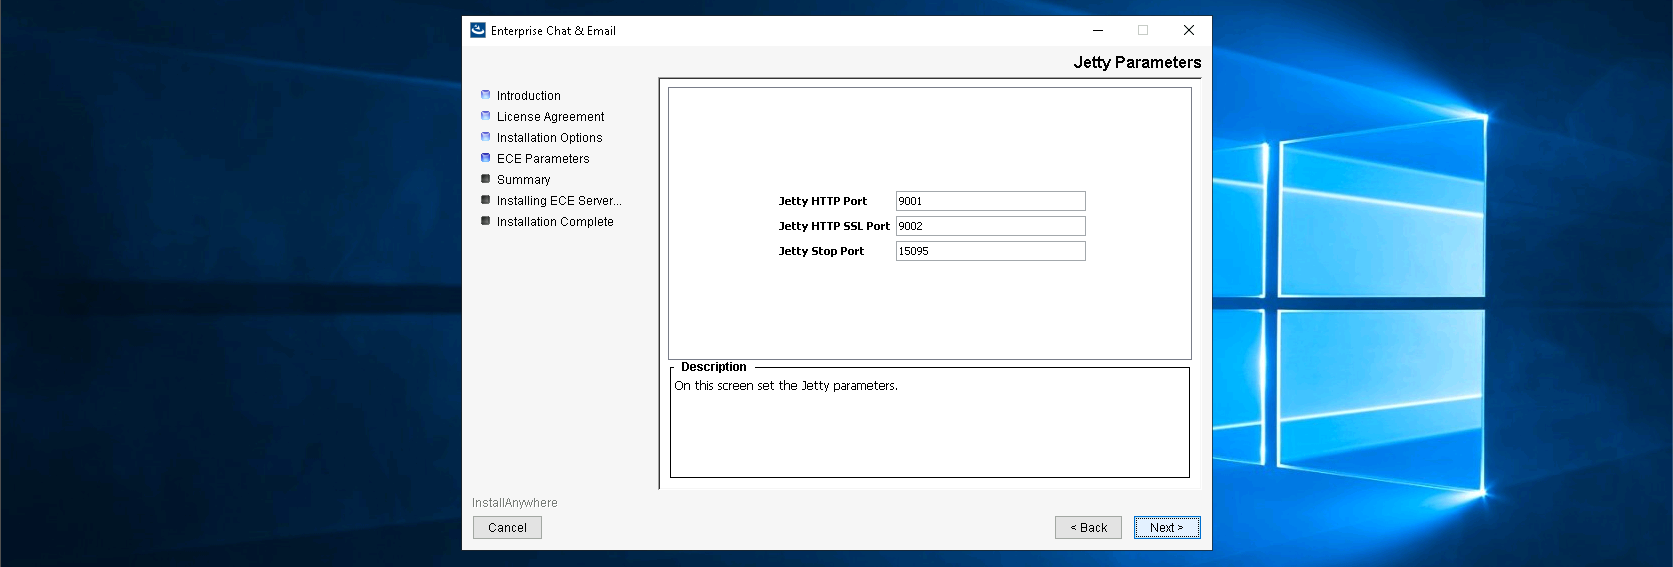 Enterprise Chat & Email
Jetty Parameters
Introduction
License Agreement
Installation Options
ECE Parameters
Summary
Installing ECE Server...
Installation Complete
Jetty HTTP Port 9001
Jetty HTTP SSL Port 9002
Jetty Stop Port 15095
Description
On this screen set the Jetty parameters.
InstallAnywhere
Cancel < Back Next >